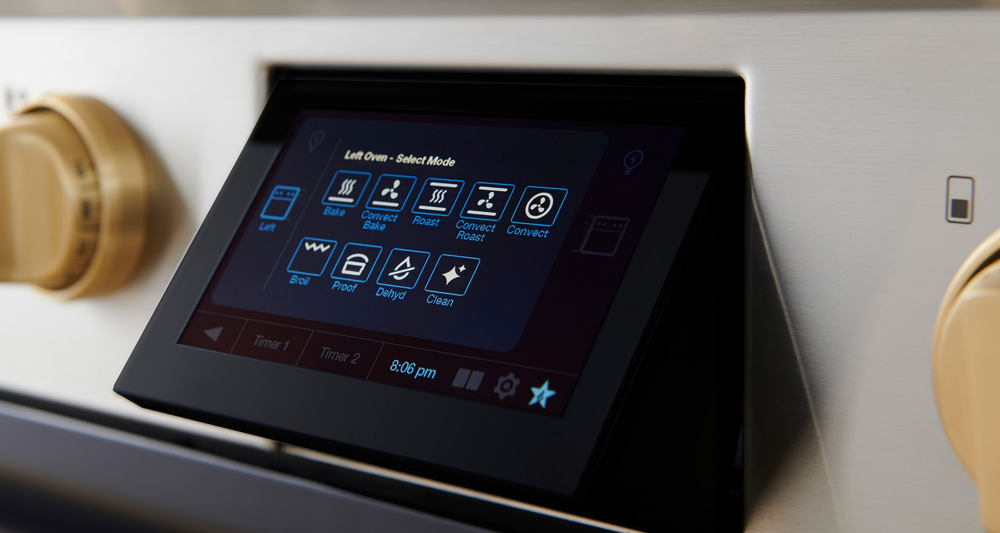 Left Oven - Select Mode
Bake
Convect
Bake
Roast
Convect
Roast
Convect
Left
Broil
Proof
Dehyd
Clean
Timer 1
Timer 2
8:06 pm